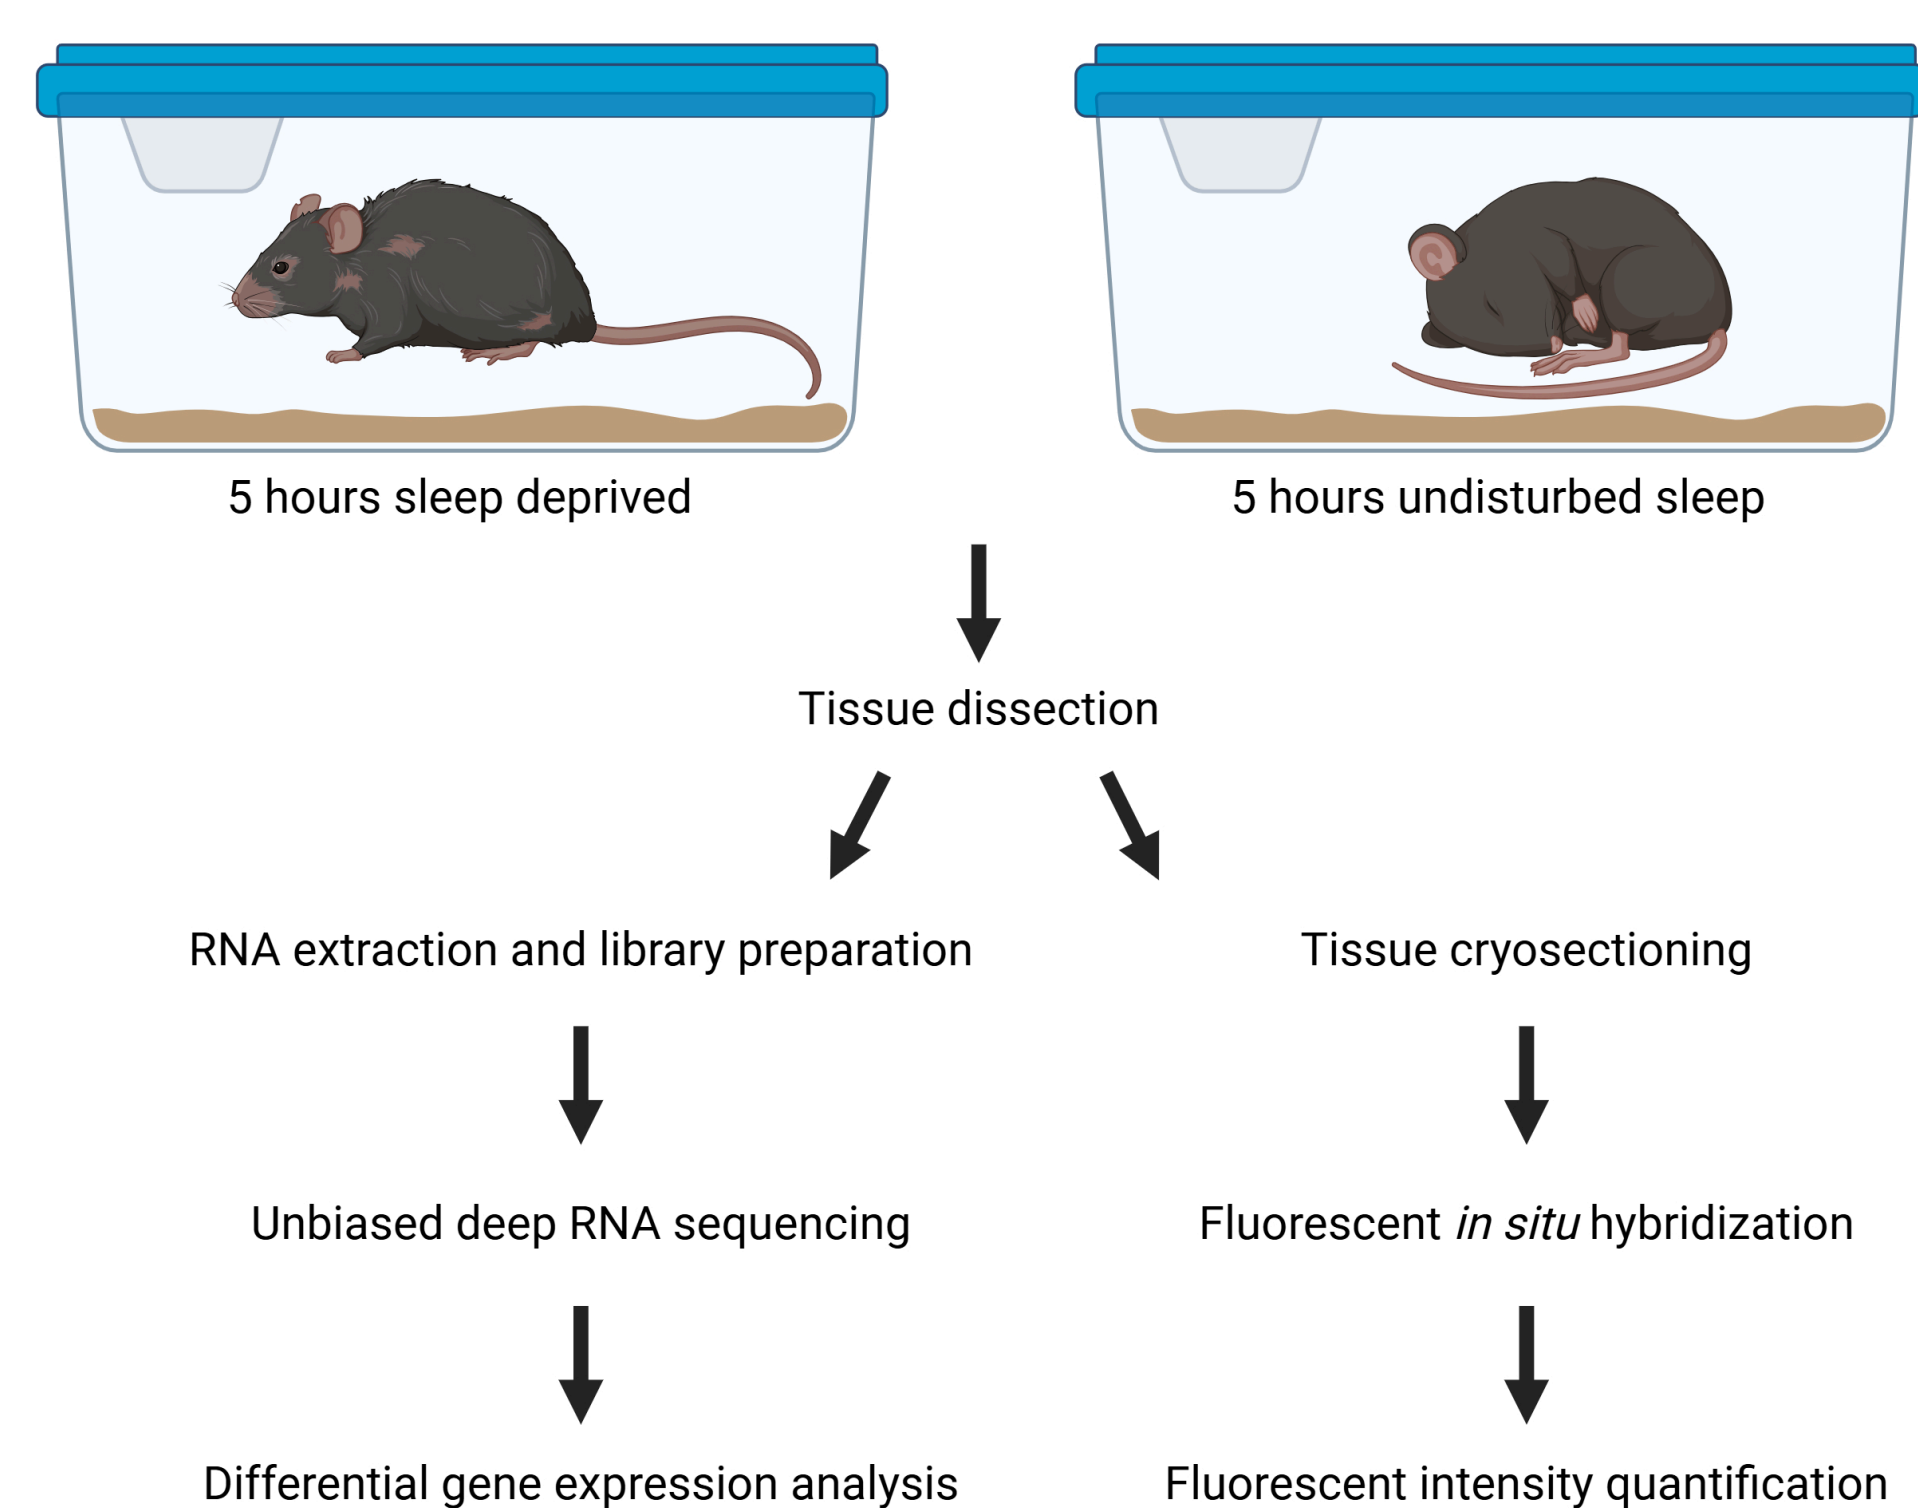 5 hours sleep deprived
5 hours undisturbed sleep
Tissue dissection
RNA extraction and library preparation
Tissue cryosectioning
Unbiased deep RNA sequencing
Fluorescent in situ hybridization
Differential gene expression analysis
Fluorescent intensity quantification